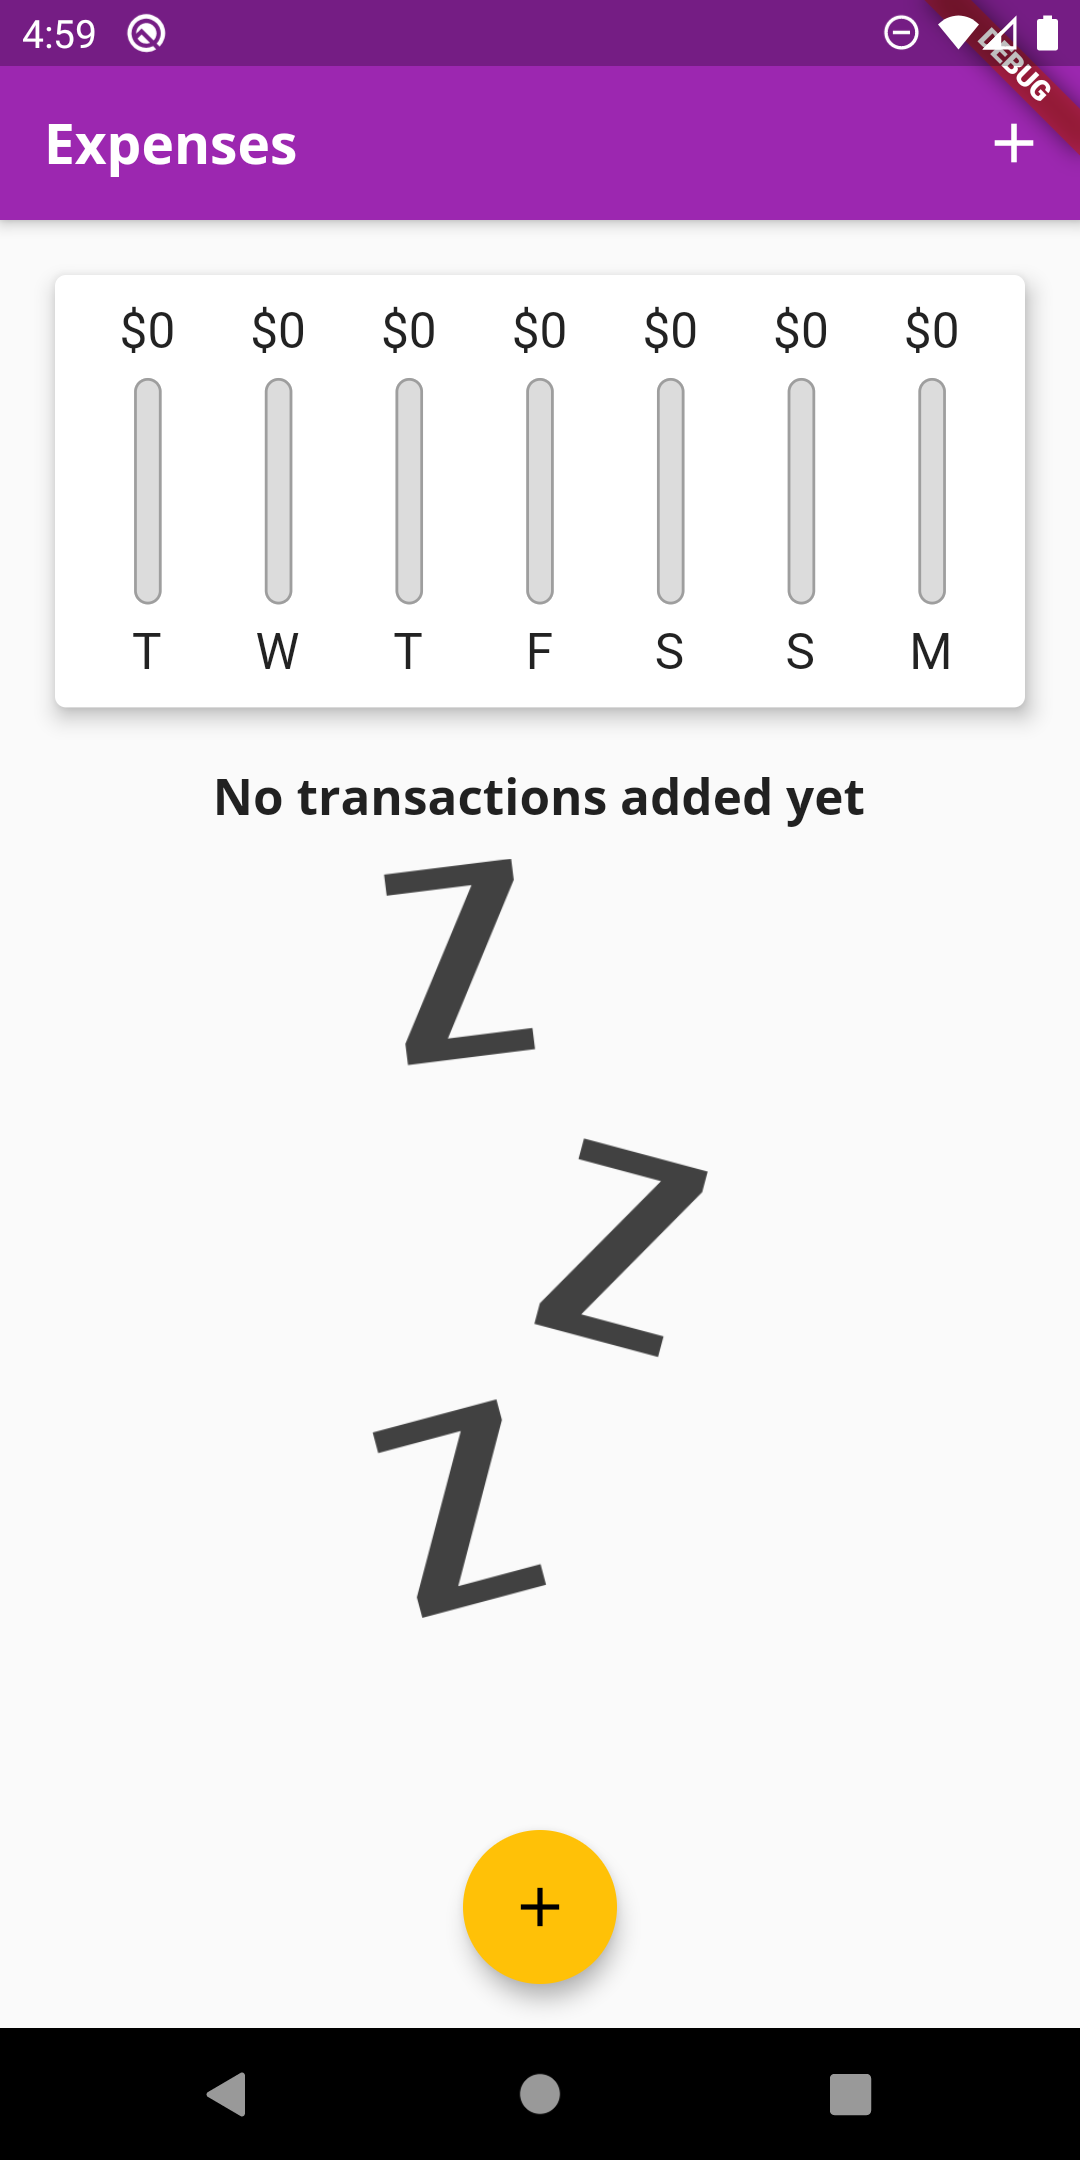 4:59
DEBUG
Expenses
$0 $0 $0 $0 $0 $0 $0
T W T F S S M
No transactions added yet
Z
Z
Z